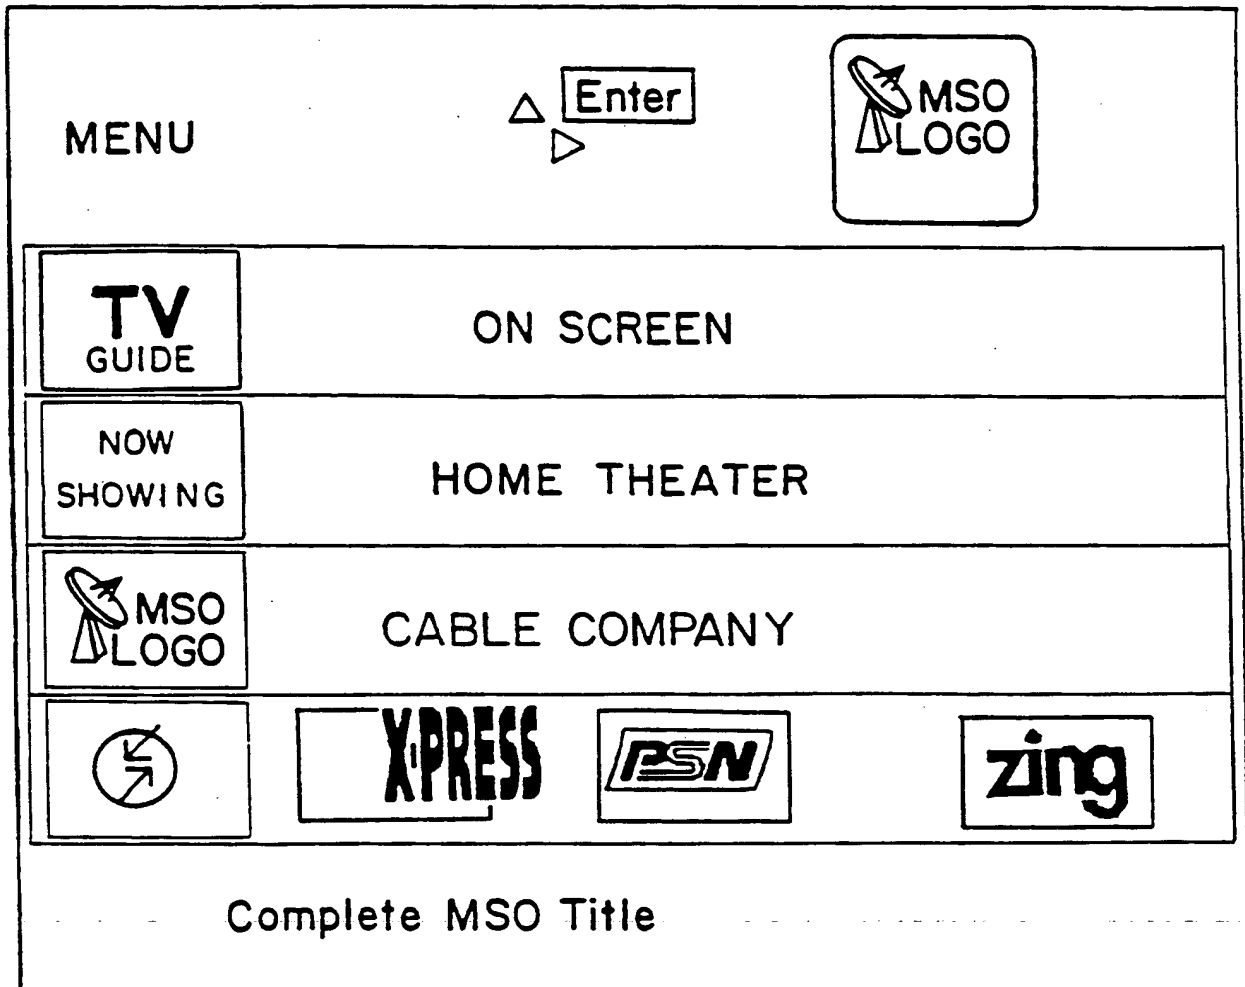 MENU
Enter
MSO
LOGO
TV
GUIDE
ON SCREEN
NOW
SHOWING
HOME THEATER
MSO
LOGO
CABLE COMPANY
X·PRESS
PSN
zing
Complete MSO Title